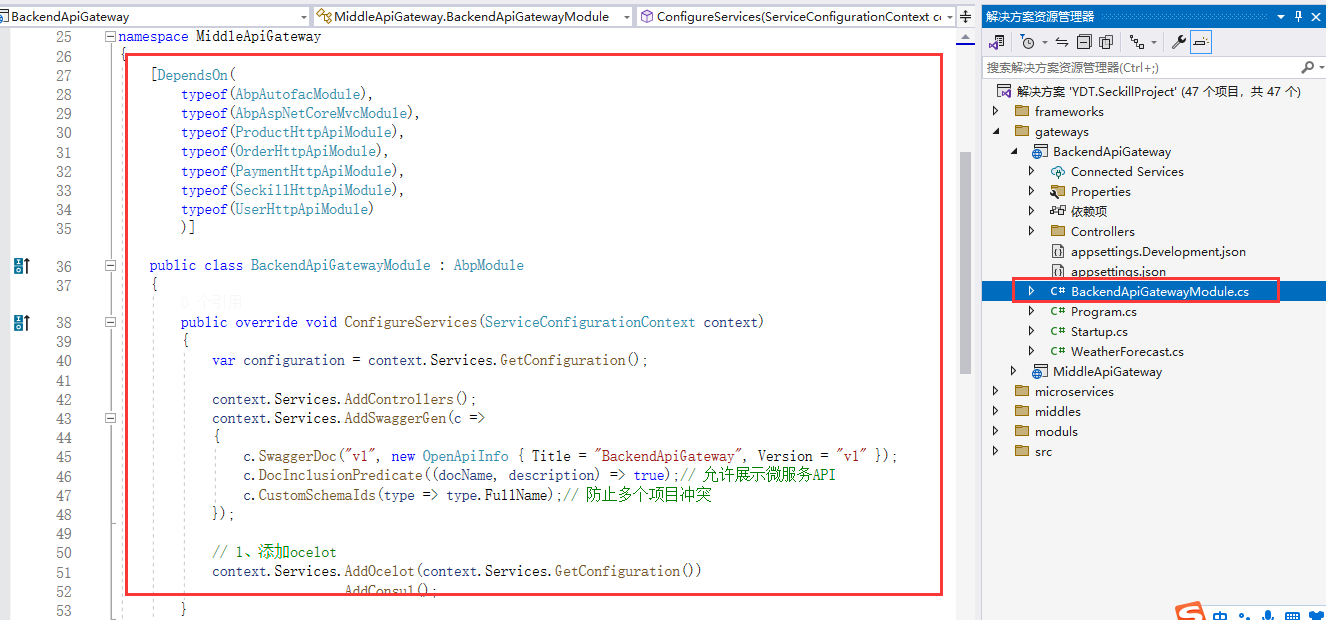 BackendApiGateway
MiddleApiGateway.BackendApiGatewayModule
ConfigureServices(ServiceConfigurationContext c
25 namespace MiddleApiGateway
26 {
27 [DependsOn(
28 typeof(AbpAutofacModule),
29 typeof(AbpAspNetCoreMvcModule),
30 typeof(ProductHttpApiModule),
31 typeof(OrderHttpApiModule),
32 typeof(PaymentHttpApiModule),
33 typeof(SeckillHttpApiModule),
34 typeof(UserHttpApiModule)
35 )]
36 public class BackendApiGatewayModule : AbpModule
37 {
0 个引用
38 public override void ConfigureServices(ServiceConfigurationContext context)
39 {
40 var configuration = context.Services.GetConfiguration();
41
42 context.Services.AddControllers();
43 context.Services.AddSwaggerGen(c =>
44 {
45 c.SwaggerDoc("v1", new OpenApiInfo { Title = "BackendApiGateway", Version = "v1" });
46 c.DocInclusionPredicate((docName, description) => true);// 允许展示微服务API
47 c.CustomSchemaIds(type => type.FullName);// 防止多个项目冲突
48 });
49
50 // 1、添加ocelot
51 context.Services.AddOcelot(context.Services.GetConfiguration())
52 .AddConsul();
53 }
解决方案资源管理器
搜索解决方案资源管理器(Ctrl+;)
解决方案 'YDT.SeckillProject' (47 个项目，共 47 个)
frameworks
gateways
BackendApiGateway
Connected Services
Properties
依赖项
Controllers
appsettings.Development.json
appsettings.json
C# BackendApiGatewayModule.cs
C# Program.cs
C# Startup.cs
C# WeatherForecast.cs
MiddleApiGateway
microservices
middles
moduls
src
中